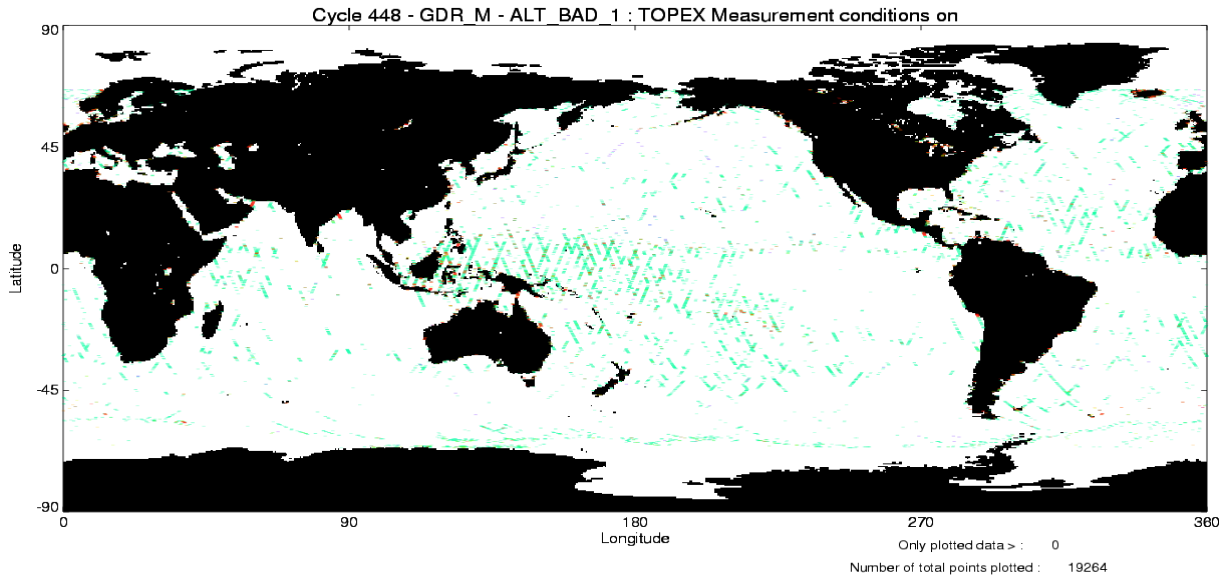 Cycle 448 - GDR_M - ALT_BAD_1 : TOPEX Measurement conditions on
90
45
0
-45
-90
Latitude
0 90 180 270 360
Longitude
Only plotted data > : 0
Number of total points plotted : 19264